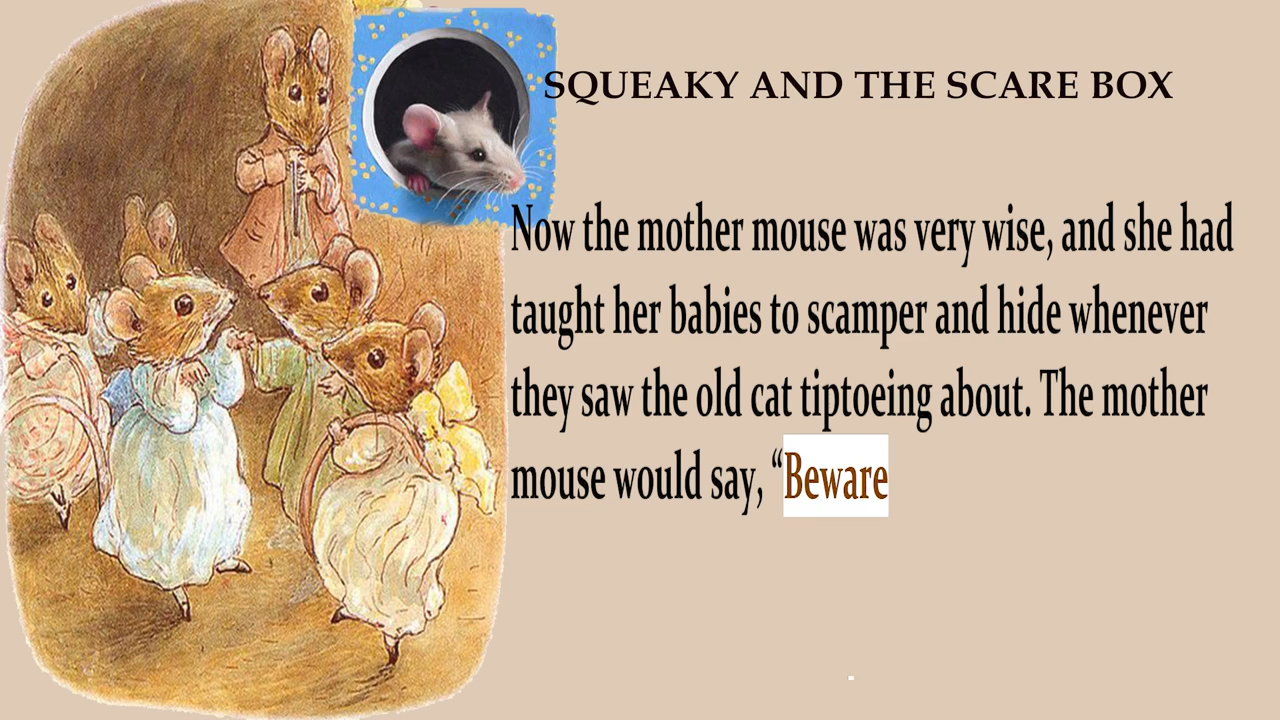 SQUEAKY AND THE SCARE BOX
Now the mother mouse was very wise, and she had
taught her babies to scamper and hide whenever
they saw the old cat tiptoeing about. The mother
mouse would say, “Beware